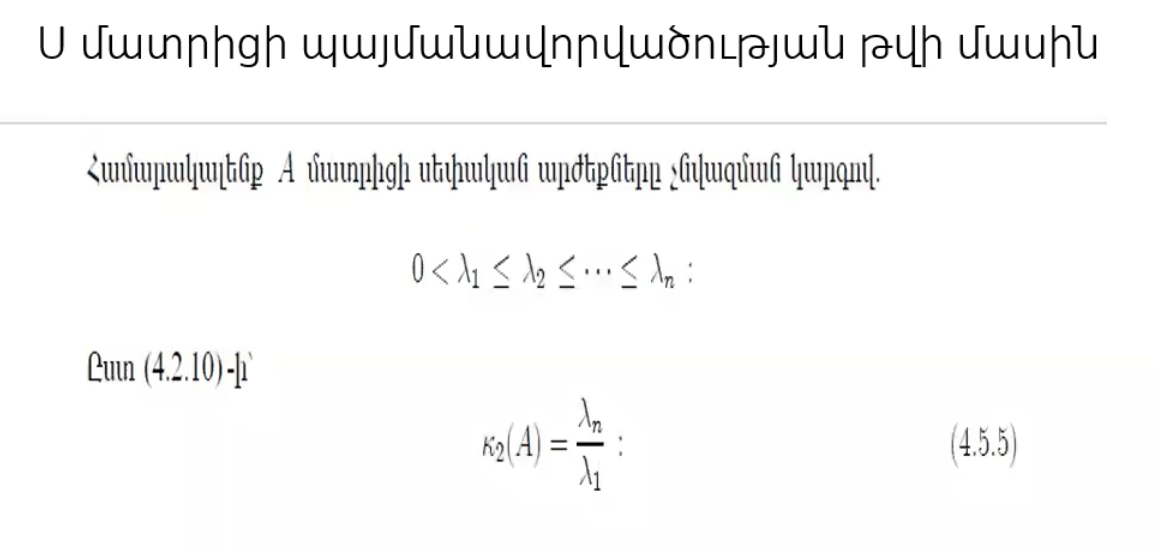 Ս մատրիցի պայմանավորվածության թվի մասին
Համարակալենք A մատրիցի սեփական արժեքները չնվազման կարգով.
0 < λ₁ ≤ λ₂ ≤ ⋯ ≤ λₙ :
Ըստ (4.2.10)-ի՝
κ₂(A) = λₙ/λ₁ : (4.5.5)